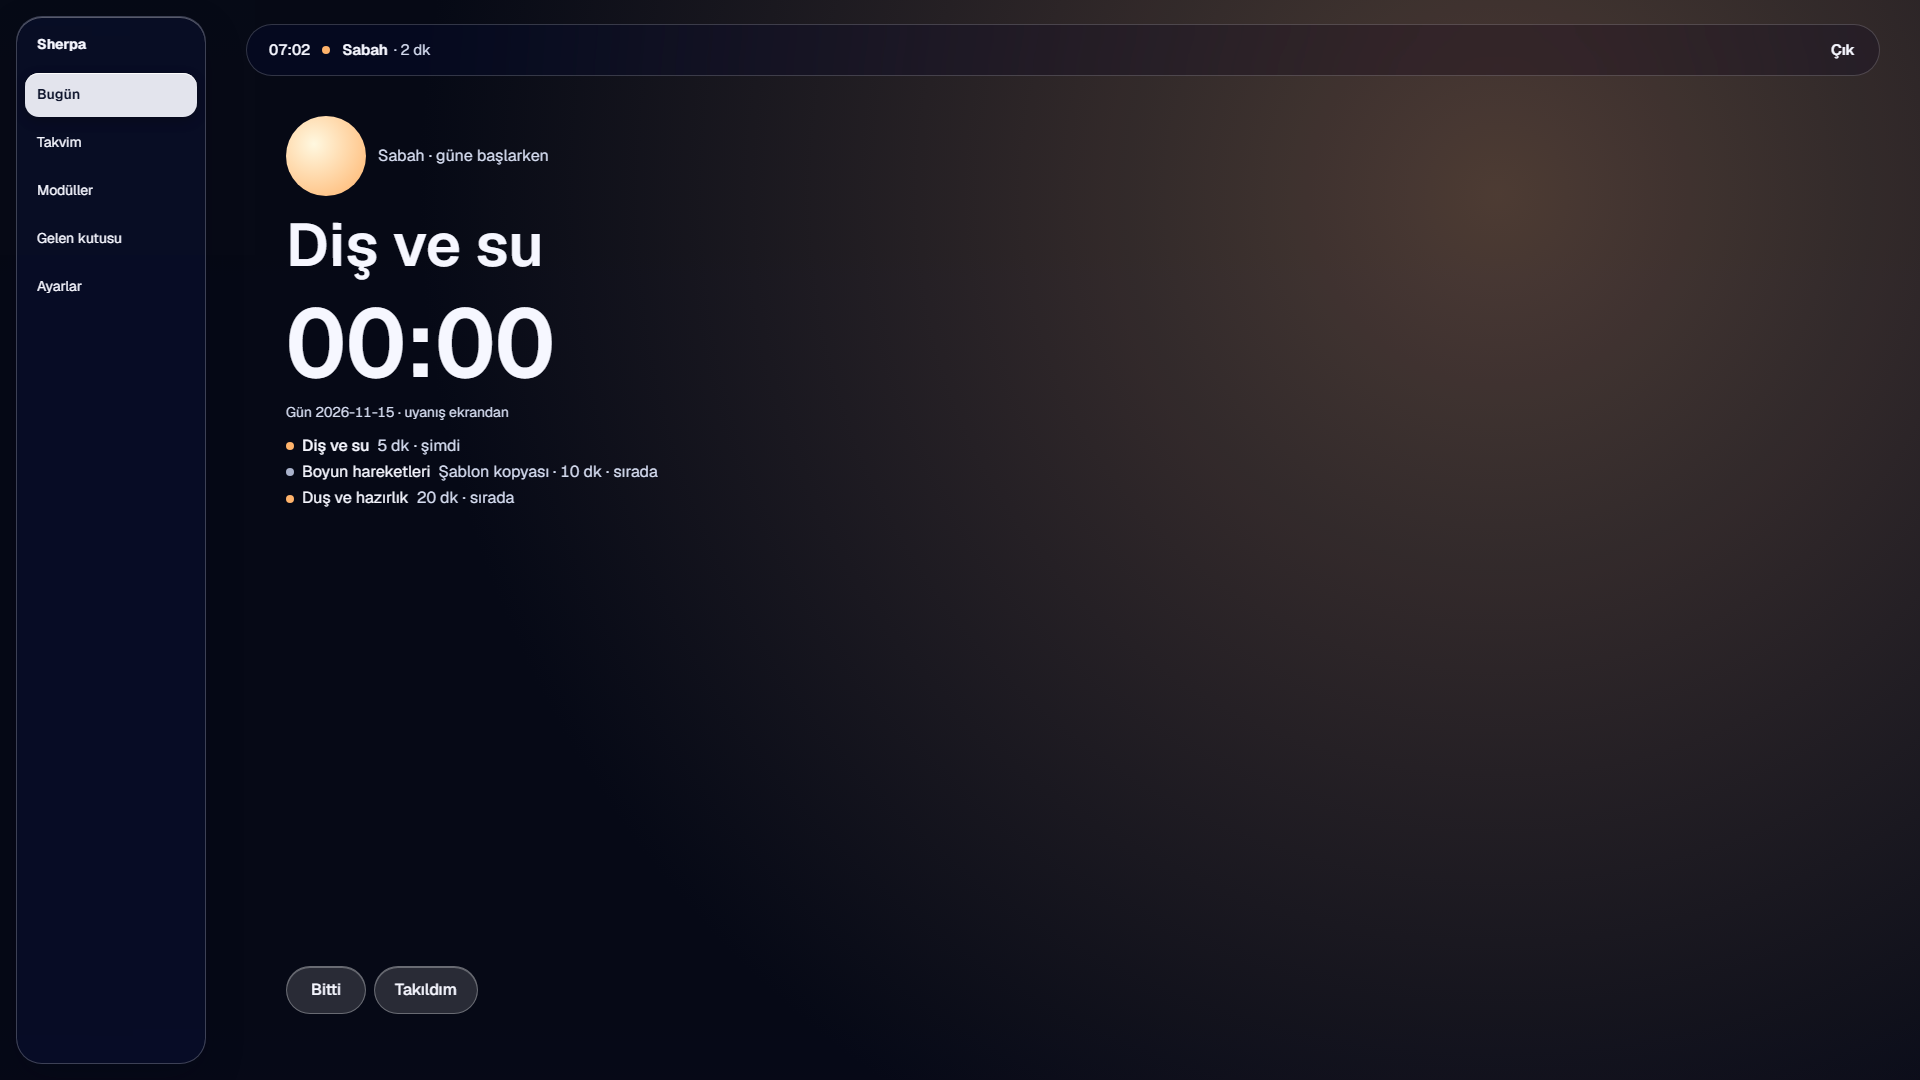 Sherpa
Bugün
Takvim
Modüller
Gelen kutusu
Ayarlar
07:02 Sabah · 2 dk
Çık
Sabah · güne başlarken
Diş ve su
00:00
Gün 2026-11-15 · uyanış ekrandan
Diş ve su 5 dk · şimdi
Boyun hareketleri Şablon kopyası · 10 dk · sırada
Duş ve hazırlık 20 dk · sırada
Bitti
Takıldım